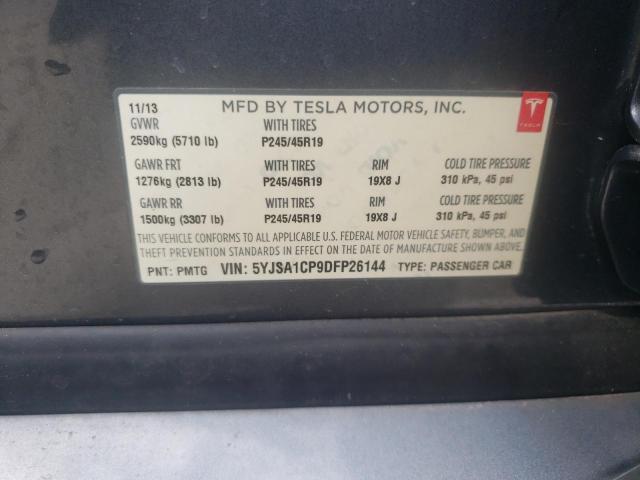 11/13 MFD BY TESLA MOTORS, INC.
TESLA
GVWR WITH TIRES
2590kg (5710 lb) P245/45R19
GAWR FRT WITH TIRES RIM COLD TIRE PRESSURE
1276kg (2813 lb) P245/45R19 19X8 J 310 kPa, 45 psi
GAWR RR WITH TIRES RIM COLD TIRE PRESSURE
1500kg (3307 lb) P245/45R19 19X8 J 310 kPa, 45 psi
THIS VEHICLE CONFORMS TO ALL APPLICABLE U.S. FEDERAL MOTOR VEHICLE SAFETY, BUMPER, AND
THEFT PREVENTION STANDARDS IN EFFECT ON THE DATE OF MANUFACTURE SHOWN ABOVE.
PNT: PMTG VIN: 5YJSA1CP9DFP26144 TYPE: PASSENGER CAR